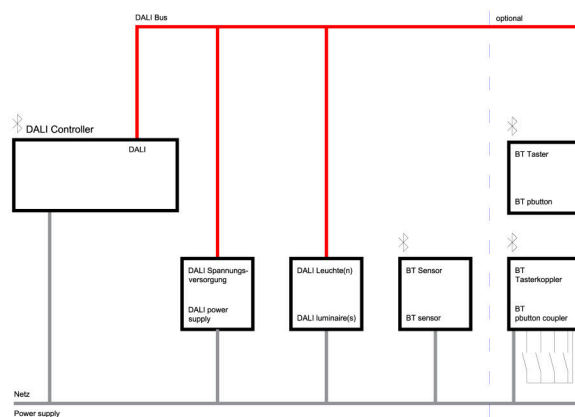 DALI Bus
optional
DALI Controller
DALI
BT Taster
BT pbutton
DALI Spannungs-
versorgung
DALI power
supply
DALI Leuchte(n)
DALI luminaire(s)
BT Sensor
BT sensor
BT
Tasterkoppler
BT
pbutton coupler
Netz
Power supply